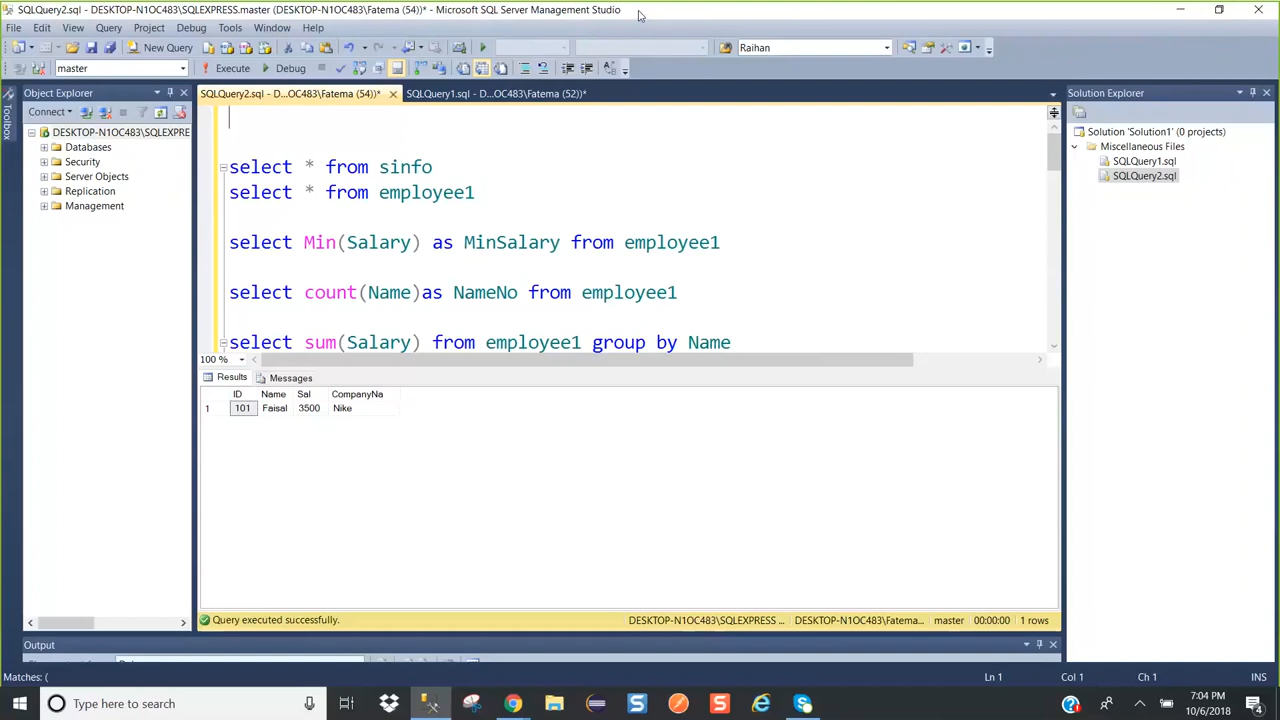 SQLQuery2.sql - DESKTOP-N1OC483\SQLEXPRESS.master (DESKTOP-N1OC483\Fatema (54))* - Microsoft SQL Server Management Studio
File Edit View Query Project Debug Tools Window Help
New Query Raihan
master Execute Debug
Toolbox
Object Explorer
Connect
DESKTOP-N1OC483\SQLEXPRE
Databases
Security
Server Objects
Replication
Management
SQLQuery2.sql - D...OC483\Fatema (54))* SQLQuery1.sql - D...OC483\Fatema (52))*
select * from sinfo
select * from employee1
select Min(Salary) as MinSalary from employee1
select count(Name)as NameNo from employee1
select sum(Salary) from employee1 group by Name
100 %
Results Messages
ID Name Sal CompanyNa
1 101 Faisal 3500 Nike
Query executed successfully. DESKTOP-N1OC483\SQLEXPRESS ... DESKTOP-N1OC483\Fatema... master 00:00:00 1 rows
Solution Explorer
Solution 'Solution1' (0 projects)
Miscellaneous Files
SQLQuery1.sql
SQLQuery2.sql
Output
Matches: ( Ln 1 Col 1 Ch 1 INS
Type here to search
7:04 PM
10/6/2018
4